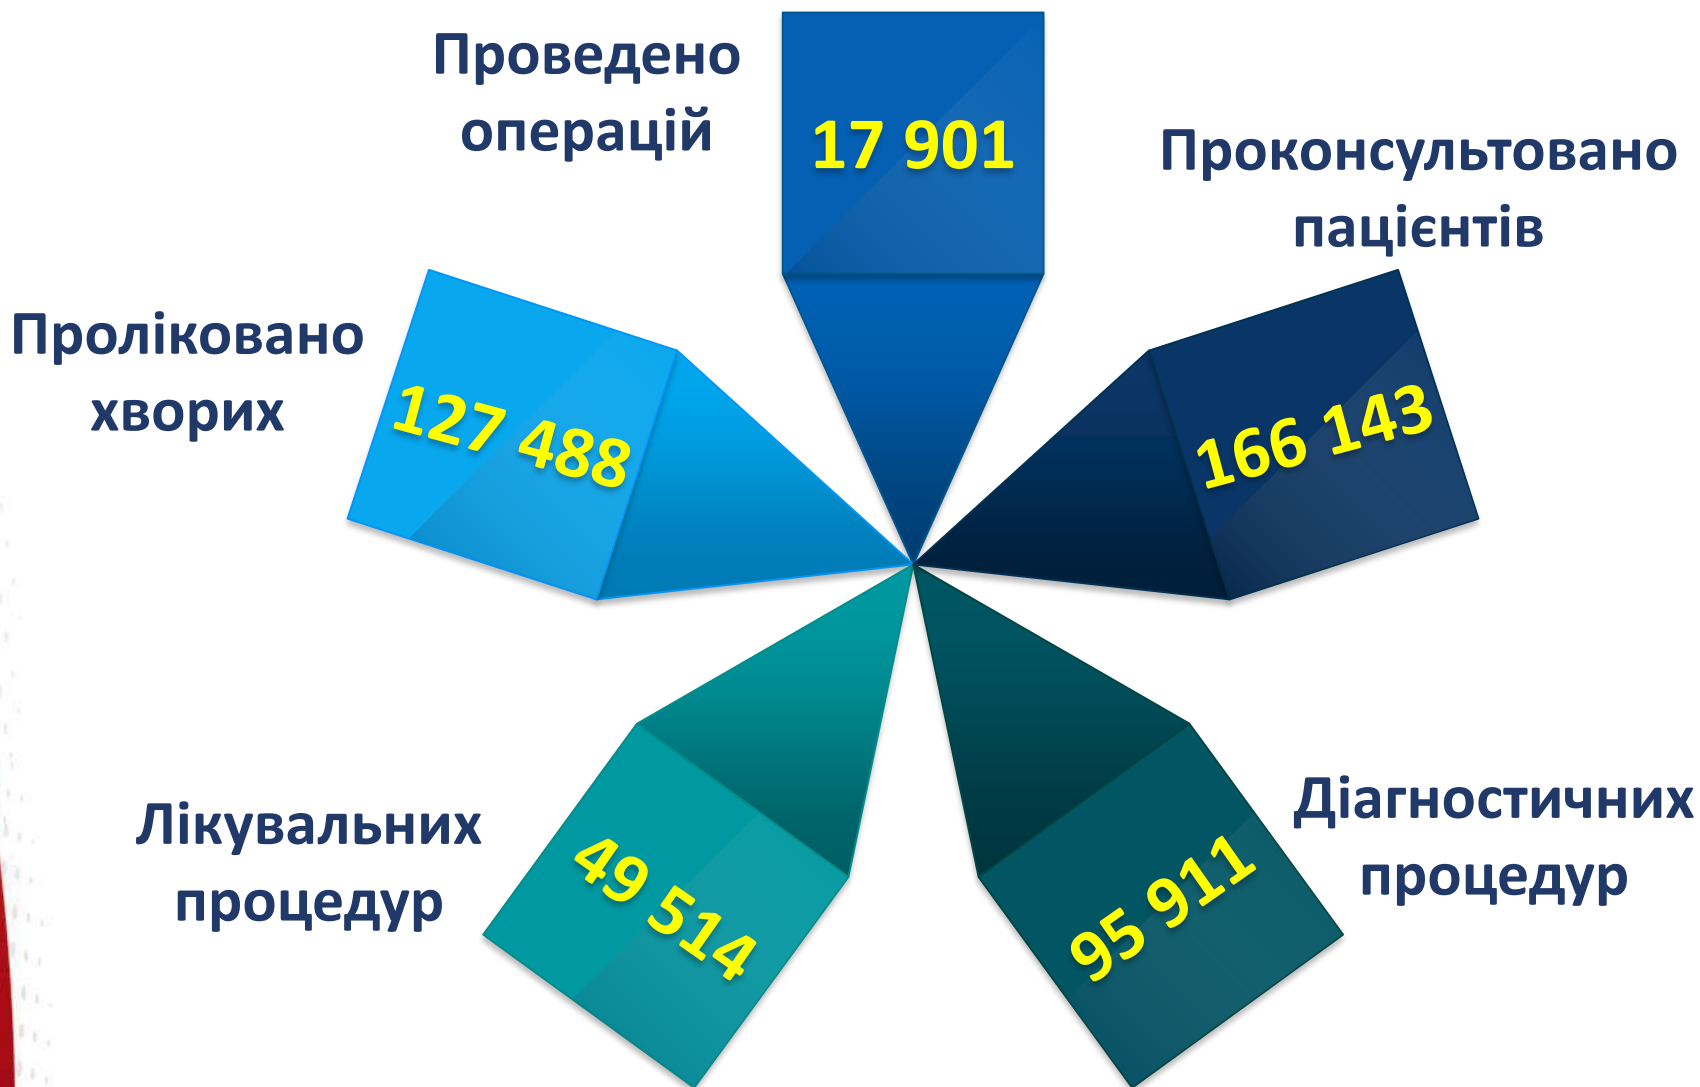 Проведено
операцій
17 901
Проконсультовано
пацієнтів
166 143
Проліковано
хворих
127 488
Лікувальних
процедур
49 514
Діагностичних
процедур
95 911